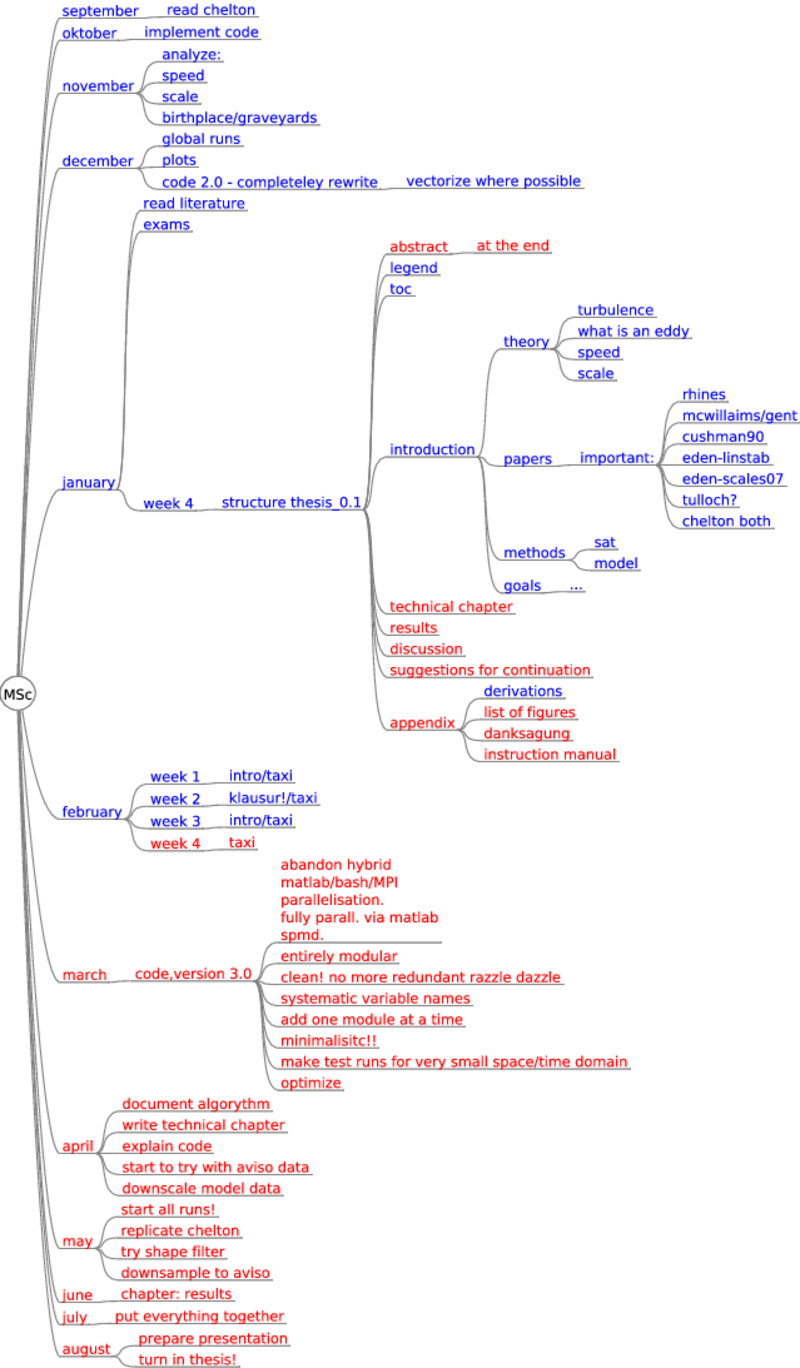 september
read chelton
oktober
implement code
november
analyze:
speed
scale
birthplace/graveyards
december
global runs
plots
code 2.0 - completeley rewrite
vectorize where possible
january
read literature
exams
week 4
structure thesis_0.1
abstract
at the end
legend
toc
introduction
theory
turbulence
what is an eddy
speed
scale
papers
important:
rhines
mcwillaims/gent
cushman90
eden-linstab
eden-scales07
tulloch?
chelton both
methods
sat
model
goals
...
technical chapter
results
discussion
suggestions for continuation
appendix
derivations
list of figures
danksagung
instruction manual
MSc
february
week 1
intro/taxi
week 2
klausur!/taxi
week 3
intro/taxi
week 4
taxi
march
code,version 3.0
abandon hybrid
matlab/bash/MPI
parallelisation.
fully parall. via matlab
spmd.
entirely modular
clean! no more redundant razzle dazzle
systematic variable names
add one module at a time
minimalisitc!!
make test runs for very small space/time domain
optimize
april
document algorythm
write technical chapter
explain code
start to try with aviso data
downscale model data
may
start all runs!
replicate chelton
try shape filter
downsample to aviso
june
chapter: results
july
put everything together
august
prepare presentation
turn in thesis!